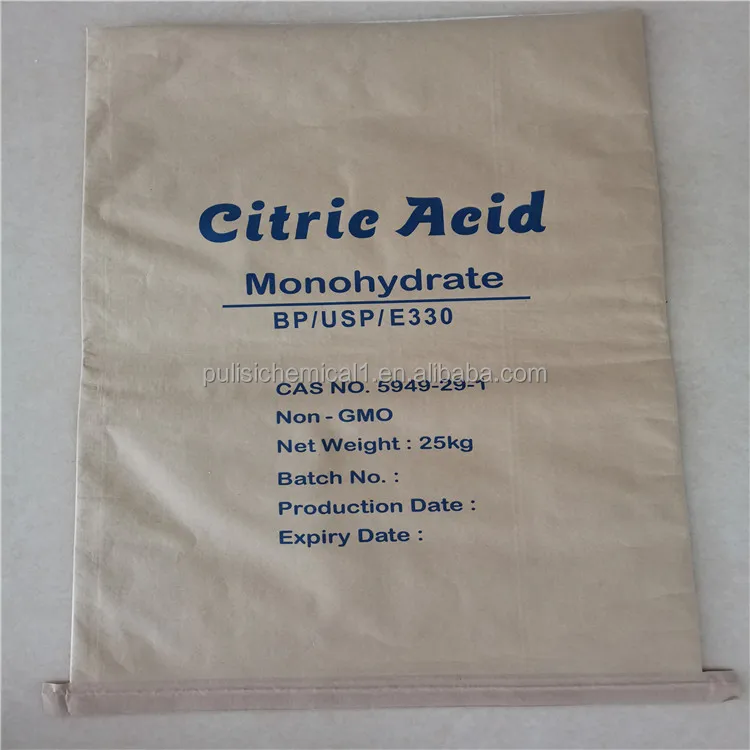 Citric Acid
Monohydrate
BP/USP/E330
pulisichemical1.en.alibaba.com
CAS NO. 5949-29-1
Non - GMO
Net Weight : 25kg
Batch No. :
Production Date :
Expiry Date :